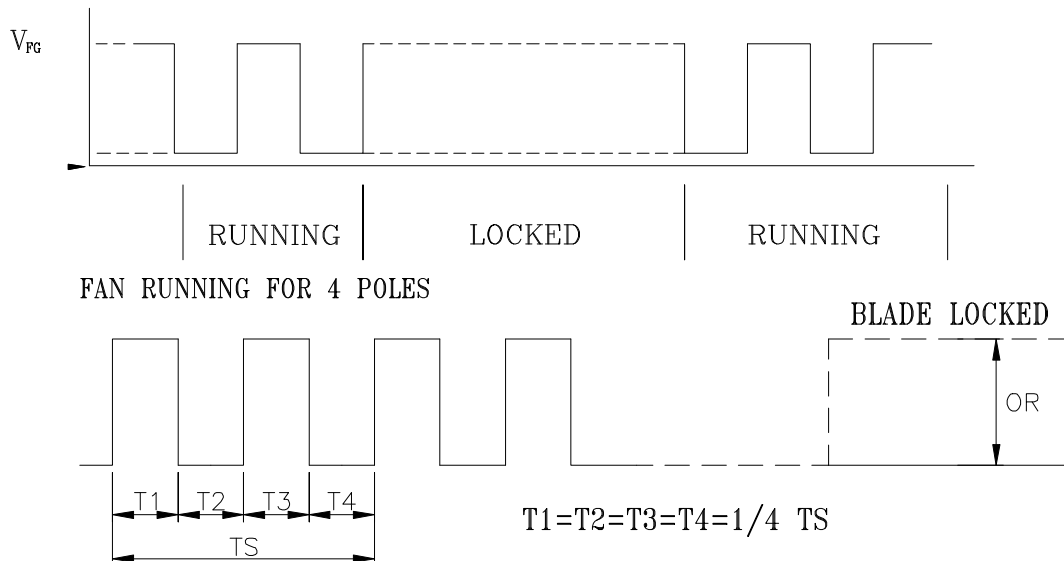 VFG
RUNNING LOCKED RUNNING
FAN RUNNING FOR 4 POLES
BLADE LOCKED
OR
T1 T2 T3 T4
TS
T1=T2=T3=T4=1/4 TS